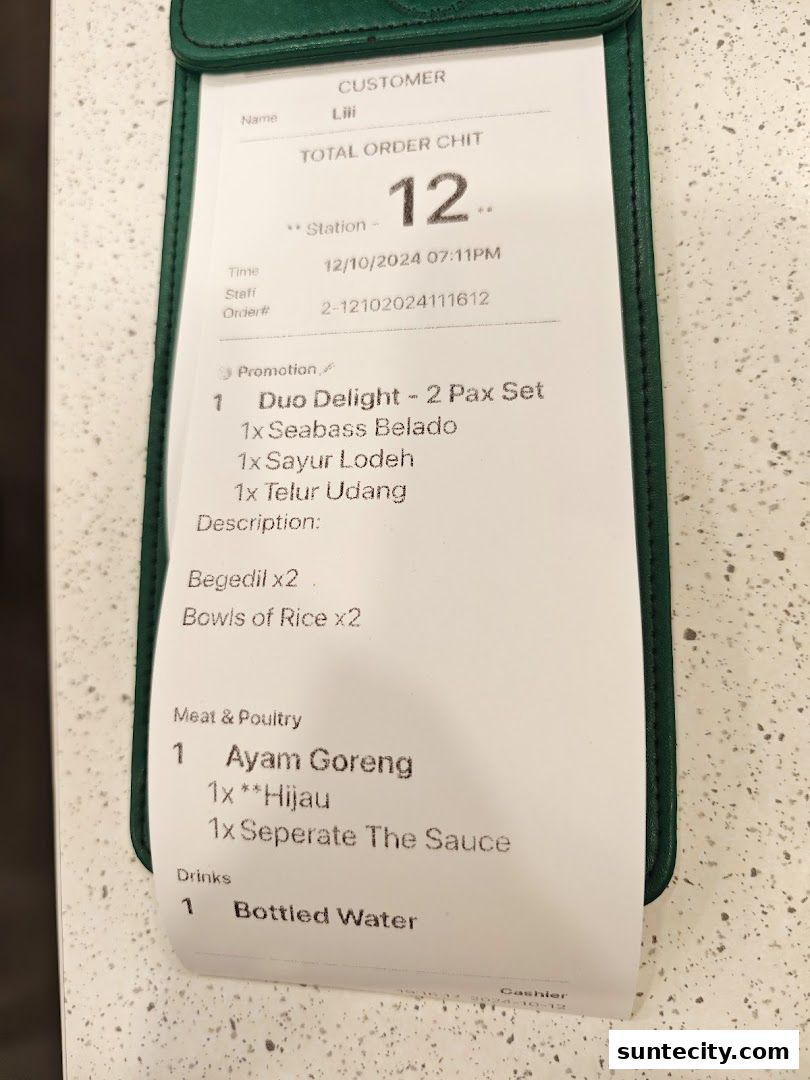 CUSTOMER
Name Liii
TOTAL ORDER CHIT
** Station - 12 **
Time 12/10/2024 07:11PM
Staff
Order# 2-12102024111612
Promotion
1 Duo Delight - 2 Pax Set
1x Seabass Belado
1x Sayur Lodeh
1x Telur Udang
Description:
Begedil x2
Bowls of Rice x2
Meat & Poultry
1 Ayam Goreng
1x **Hijau
1x Seperate The Sauce
Drinks
1 Bottled Water
Cashier
2024-10-12
suntecity.com